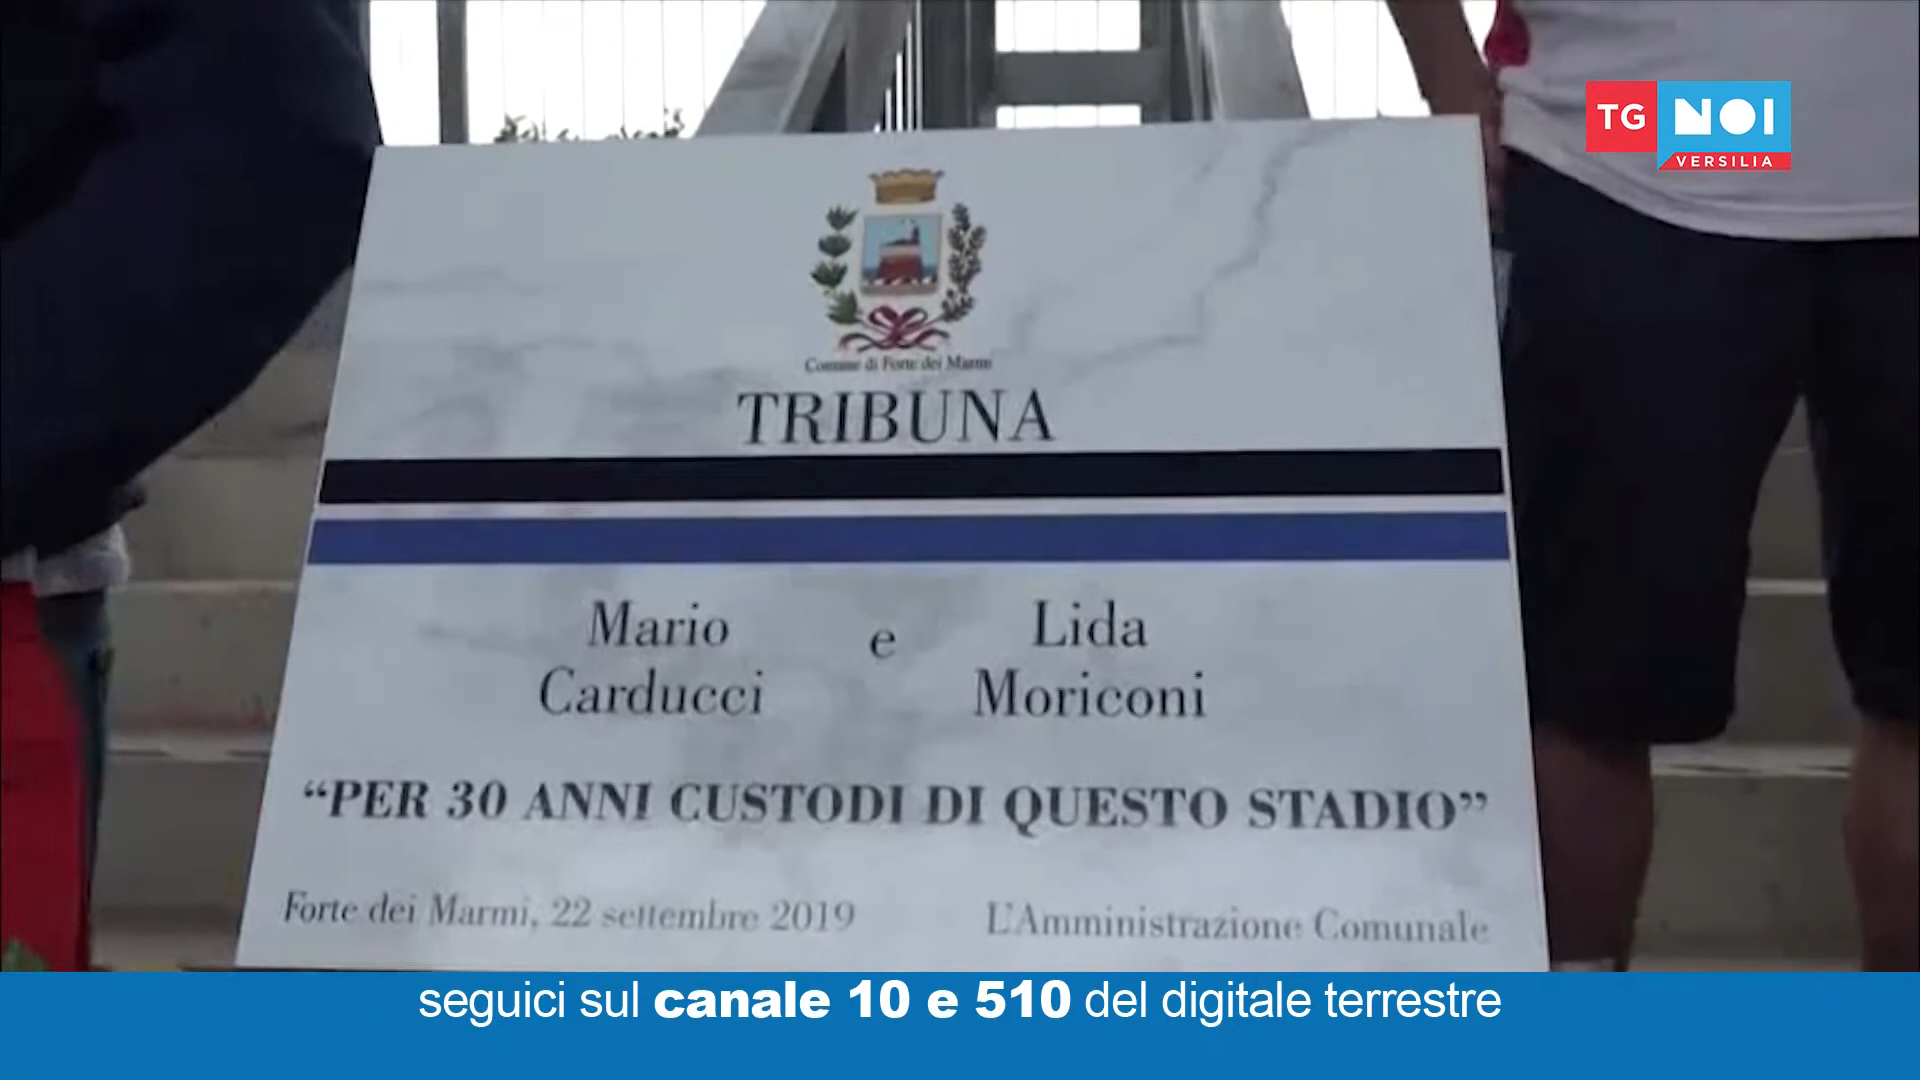 TG NOI
VERSILIA
Comune di Forte dei Marmi
TRIBUNA
Mario Carducci e Lida Moriconi
“PER 30 ANNI CUSTODI DI QUESTO STADIO”
Forte dei Marmi, 22 settembre 2019
L'Amministrazione Comunale
seguici sul canale 10 e 510 del digitale terrestre